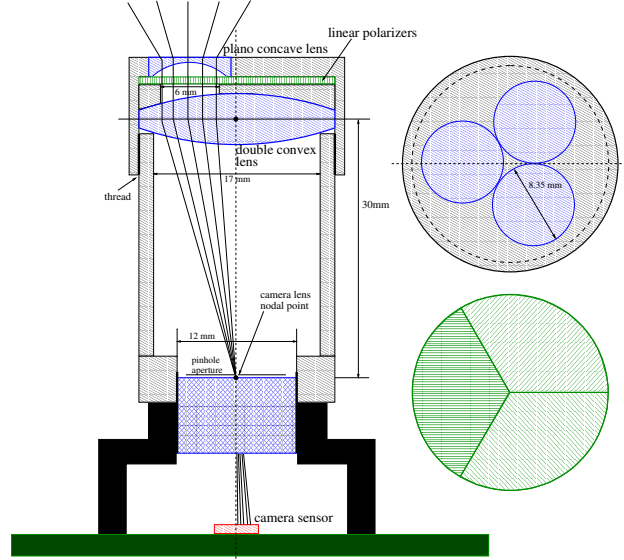 linear polarizers
plano concave lens
6 mm
double convex
lens
17 mm
thread
8.35 mm
30mm
camera lens
nodal point
12 mm
pinhole
aperture
camera sensor